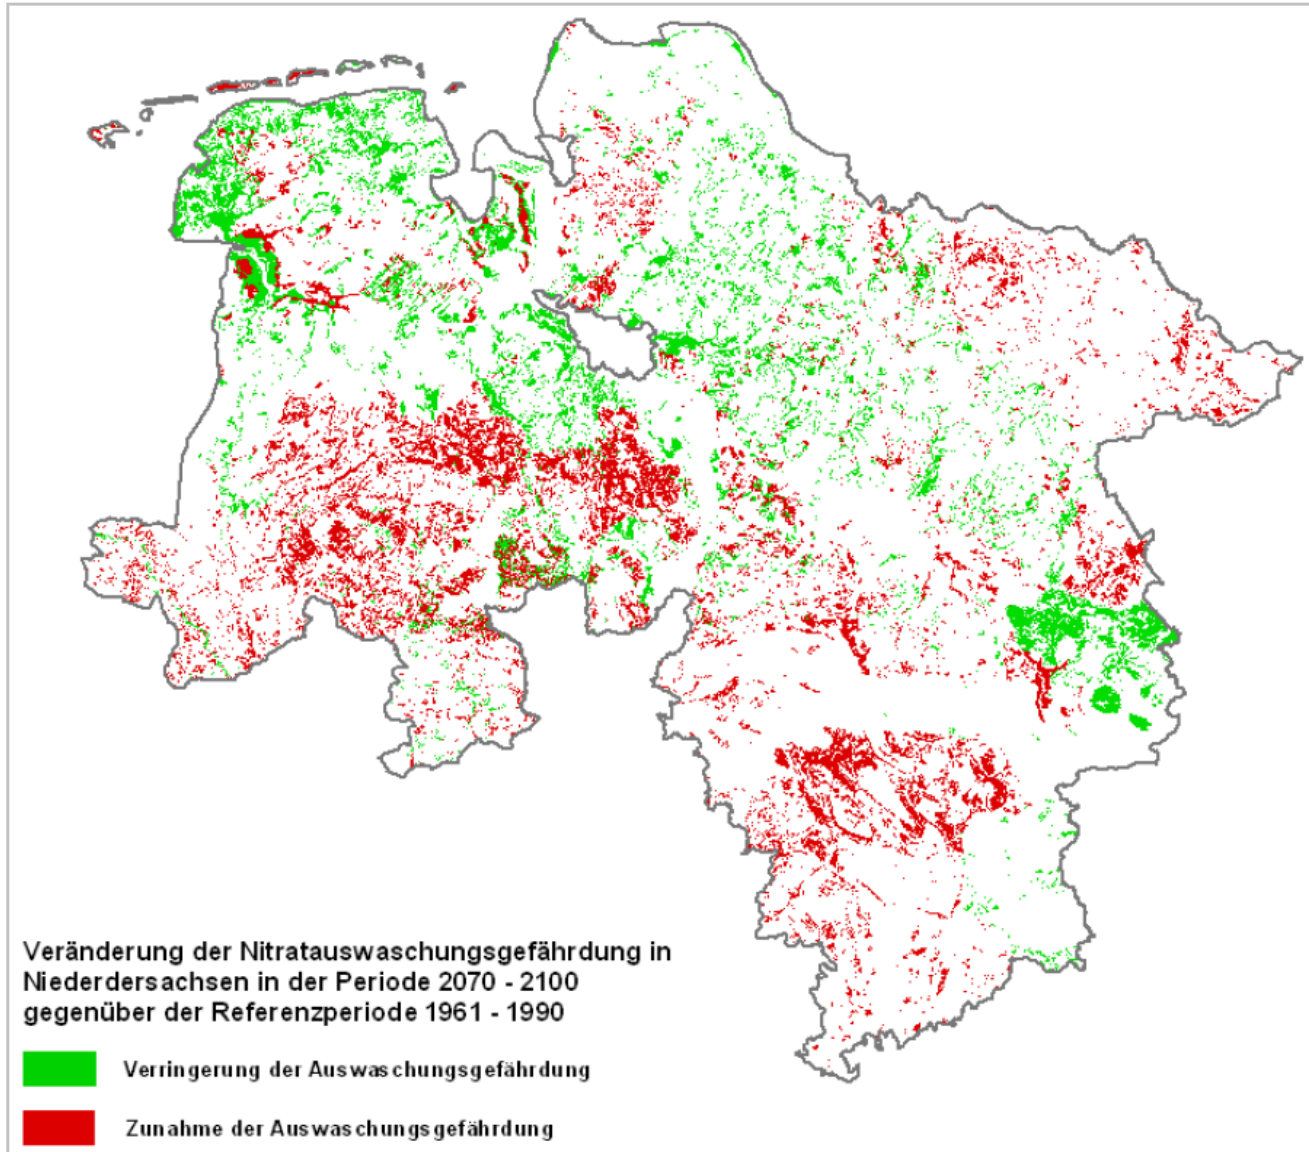 Veränderung der Nitratauswaschungsgefährdung in
Niederdersachsen in der Periode 2070 - 2100
gegenüber der Referenzperiode 1961 - 1990
Verringerung der Auswaschungsgefährdung
Zunahme der Auswaschungsgefährdung